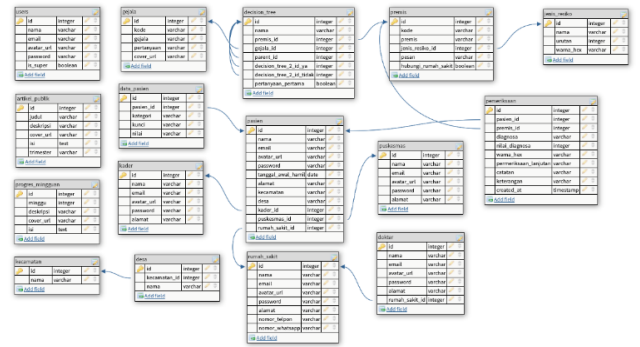 users
id integer
nama varchar
email varchar
avatar_url varchar
password varchar
is_super boolean
Add field
gejala
id integer
kode varchar
gejala varchar
pertanyaan varchar
cover_url varchar
Add field
decision_tree
id integer
kode varchar
premis_id integer
gejala_id integer
parent_id integer
decision_tree_2_id_ya integer
decision_tree_2_id_tidak integer
pertanyaan_pertama boolean
Add field
premis
id integer
kode varchar
premis varchar
jenis_resiko_id integer
pesan varchar
hubungi_rumah_sakit boolean
Add field
jenis_resiko
id integer
nama varchar
urutan integer
warna_hex varchar
Add field
artikel_publik
id integer
judul varchar
deskripsi varchar
cover_url varchar
isi text
trimester varchar
Add field
data_pasien
id integer
pasien_id integer
kategori varchar
kunci varchar
nilai varchar
Add field
pasien
id integer
nama varchar
email varchar
avatar_url varchar
password varchar
tanggal_awal_hamil date
alamat varchar
kecamatan varchar
desa varchar
kader_id integer
puskesmas_id integer
rumah_sakit_id integer
Add field
pemeriksaan
id integer
pasien_id integer
premis_id integer
diagnosa varchar
nilai_diagnosa integer
warna_hex varchar
permeriksaan_lanjutan varchar
catatan varchar
keterangan varchar
created_at timestamp
Add field
puskesmas
id integer
nama varchar
email varchar
avatar_url varchar
password varchar
alamat varchar
Add field
kader
id integer
nama varchar
email varchar
avatar_url varchar
password varchar
alamat varchar
Add field
progres_mingguan
id integer
minggu integer
deskripsi varchar
cover_url varchar
isi text
Add field
kecamatan
id integer
nama varchar
Add field
desa
id integer
kecamatan_id integer
nama varchar
Add field
rumah_sakit
id integer
nama varchar
email varchar
avatar_url varchar
password varchar
alamat varchar
nomor_telpon varchar
nomor_whatsapp varchar
Add field
dokter
id integer
nama varchar
email varchar
avatar_url varchar
password varchar
alamat varchar
rumah_sakit_id integer
Add field